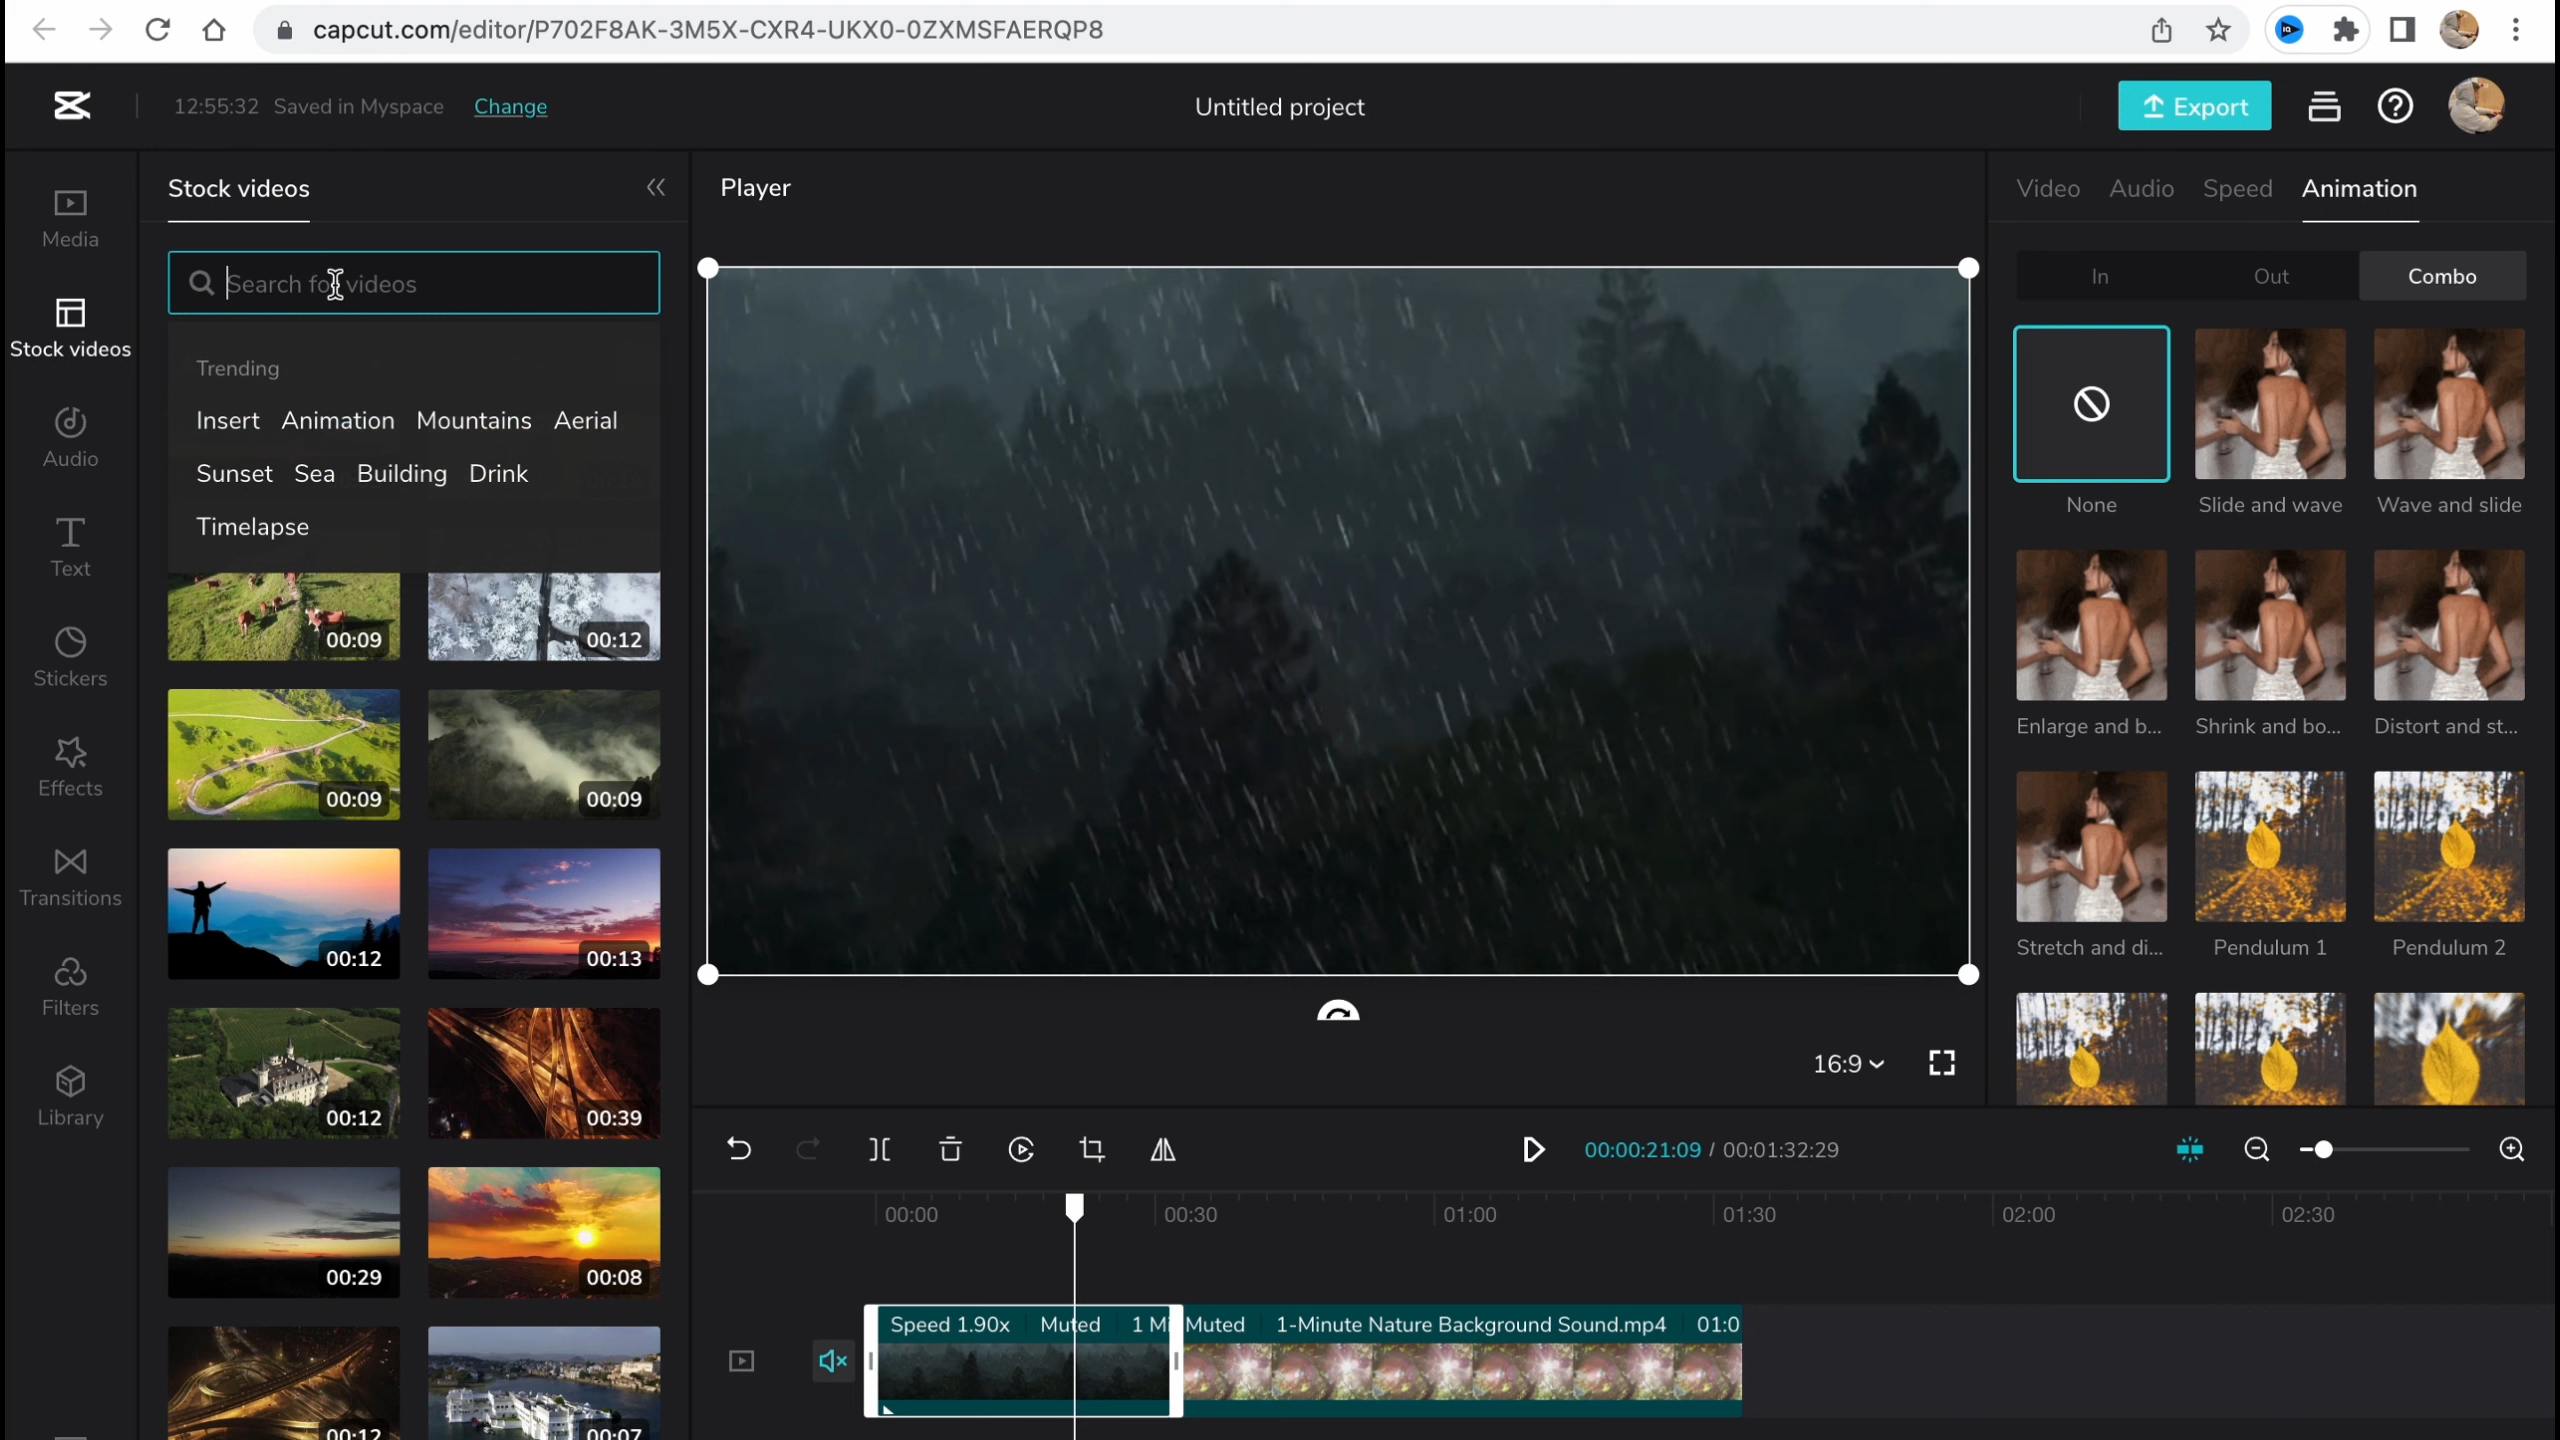 capcut.com/editor/P702F8AK-3M5X-CXR4-UKX0-0ZXMSFAERQP8
12:55:32 Saved in Myspace Change
Untitled project
Export
Media
Stock videos
Audio
Text
Stickers
Effects
Transitions
Filters
Library
Stock videos
Search for videos
Trending
Insert Animation Mountains Aerial
Sunset Sea Building Drink
Timelapse
00:09 00:12
00:09 00:09
00:12 00:13
00:12 00:39
00:29 00:08
00:12 00:07
Player
16:9
Video Audio Speed Animation
In Out Combo
None Slide and wave Wave and slide
Enlarge and b... Shrink and bo... Distort and st...
Stretch and di... Pendulum 1 Pendulum 2
00:00:21:09 / 00:01:32:29
00:00 00:30 01:00 01:30 02:00 02:30
Speed 1.90x Muted 1 Mi Muted 1-Minute Nature Background Sound.mp4 01:0